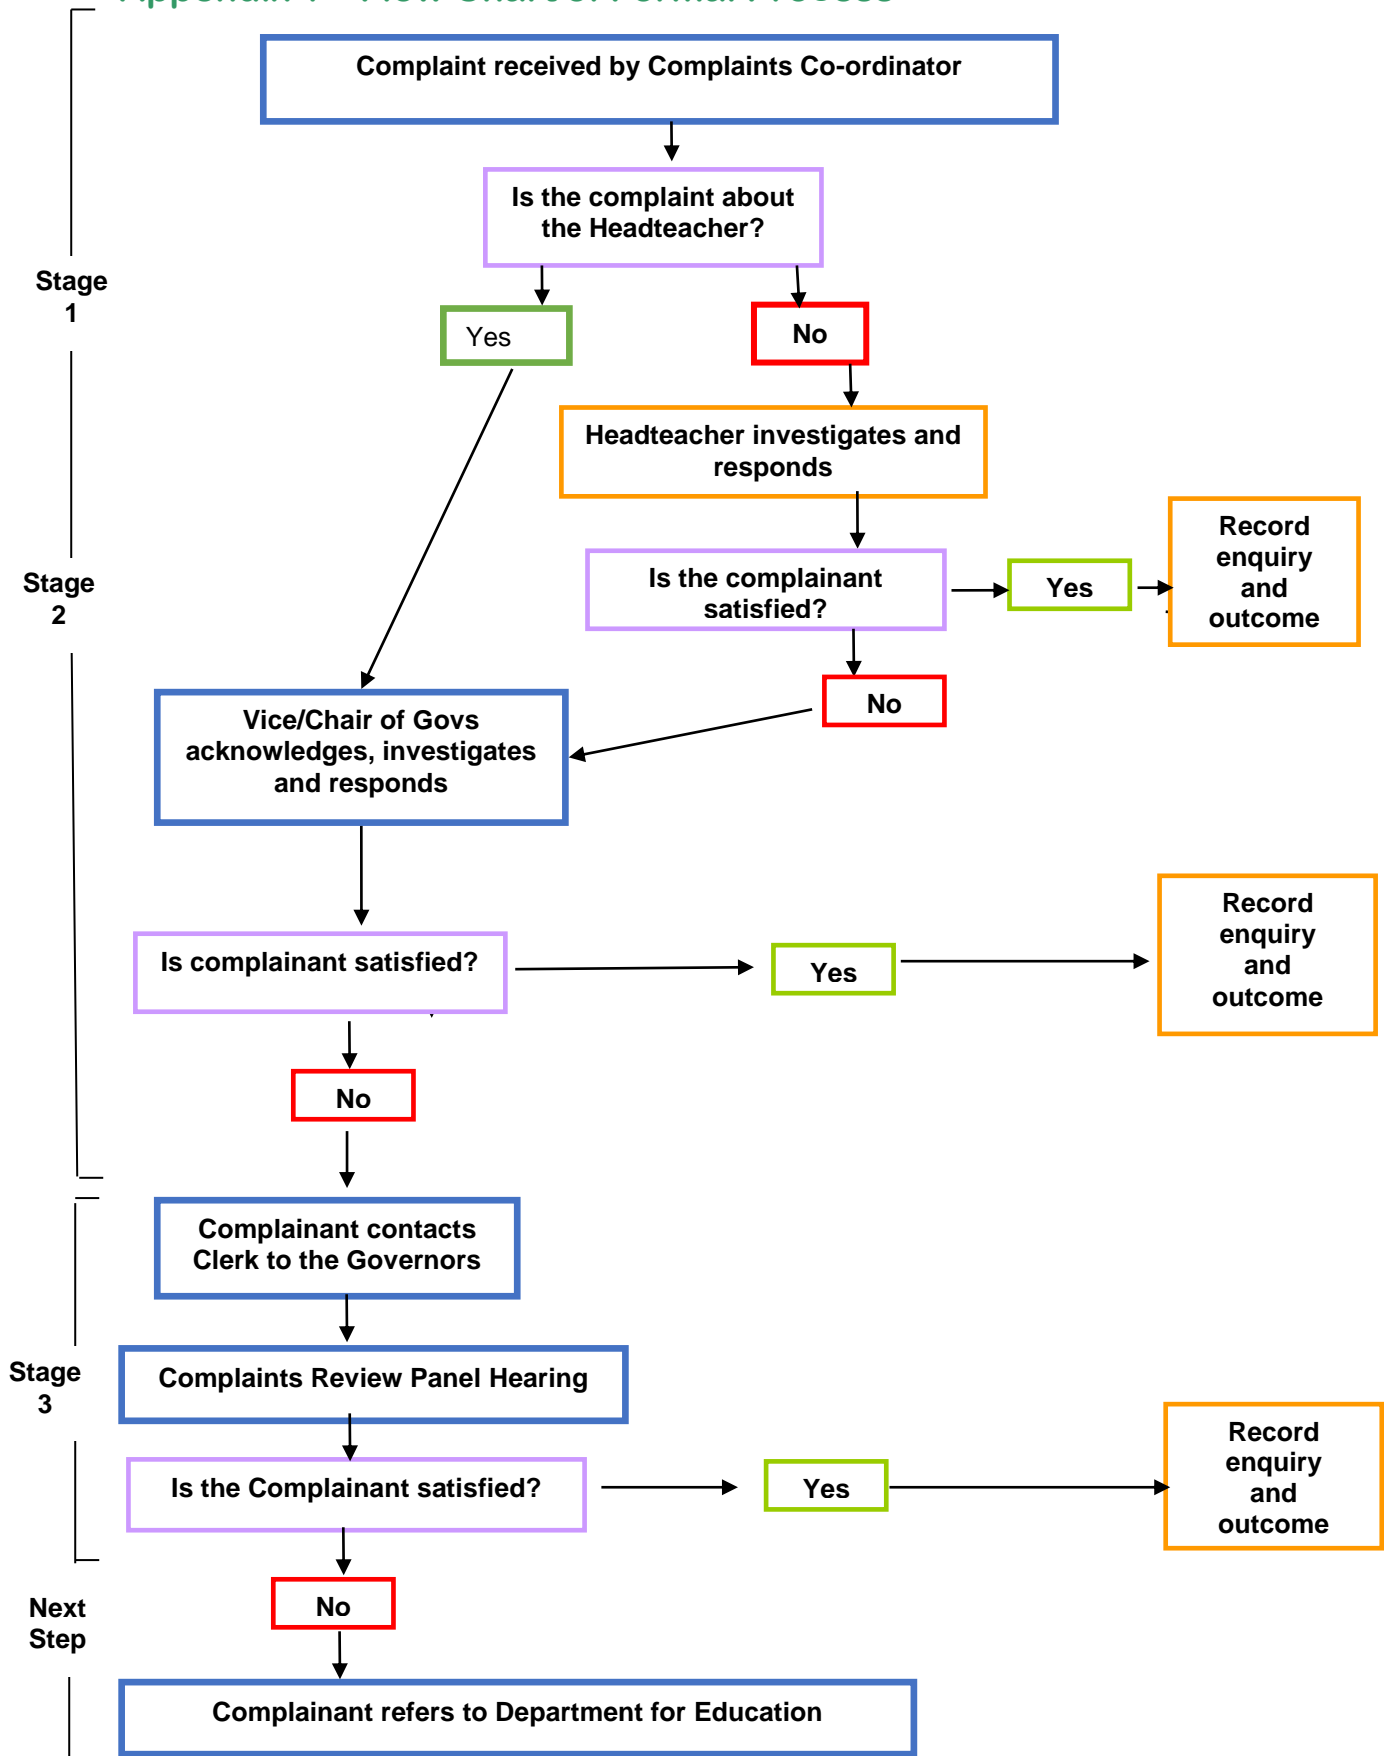 Complaint received by Complaints Co-ordinator
Is the complaint about
the Headteacher?
Stage
1
Yes
No
Headteacher investigates and
responds
Record
enquiry
and
outcome
Stage
2
Is the complainant
satisfied?
Yes
No
Vice/Chair of Govs
acknowledges, investigates
and responds
Record
enquiry
and
outcome
Is complainant satisfied?
Yes
No
Complainant contacts
Clerk to the Governors
Stage
3
Complaints Review Panel Hearing
Record
enquiry
and
outcome
Is the Complainant satisfied?
Yes
Next
Step
No
Complainant refers to Department for Education